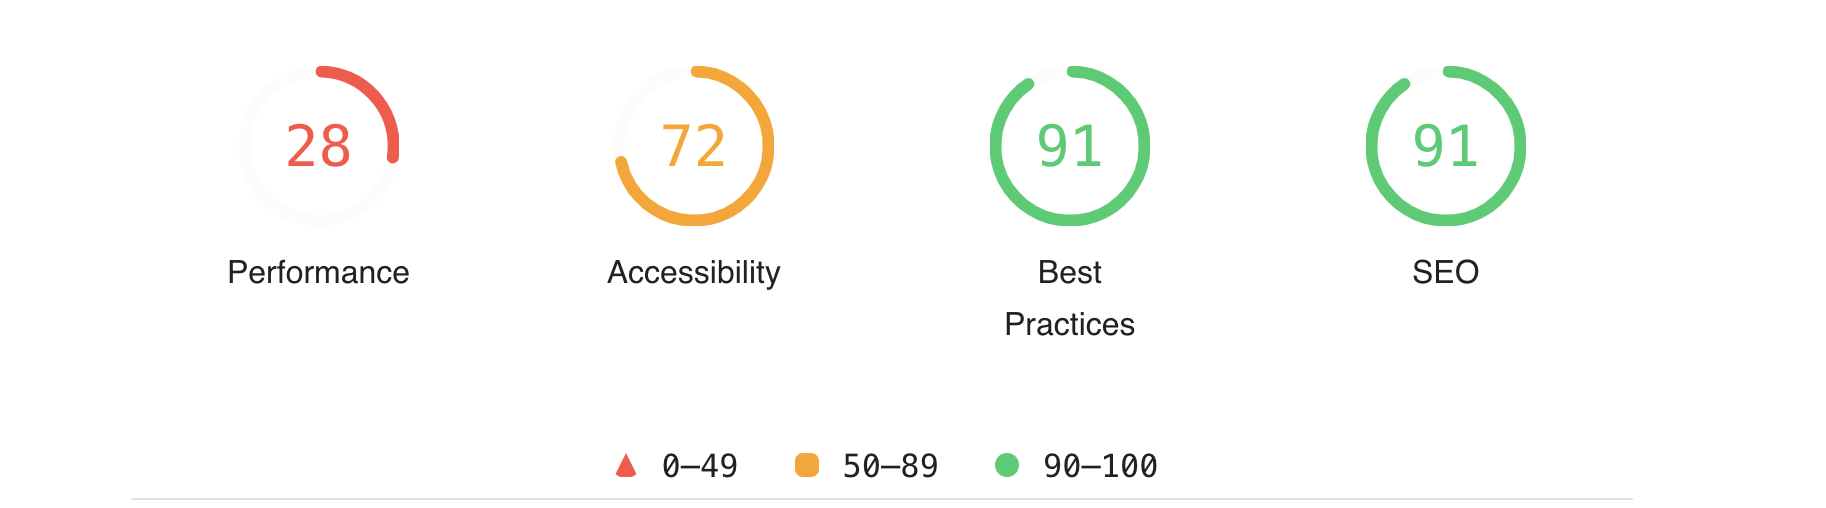 28
72
91
91
Performance
Accessibility
Best
Practices
SEO
0–49
50–89
90–100